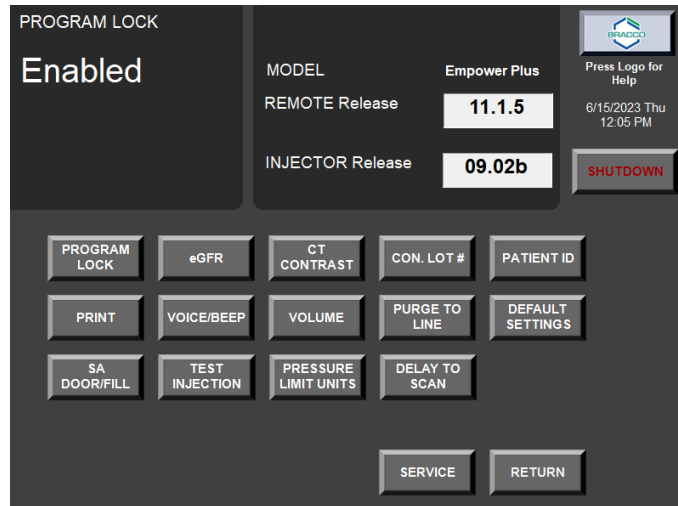 PROGRAM LOCK
Enabled
MODEL
Empower Plus
REMOTE Release
11.1.5
INJECTOR Release
09.02b
BRACCO
Press Logo for
Help
6/15/2023 Thu
12:05 PM
SHUTDOWN
PROGRAM
LOCK
eGFR
CT
CONTRAST
CON. LOT #
PATIENT ID
PRINT
VOICE/BEEP
VOLUME
PURGE TO
LINE
DEFAULT
SETTINGS
SA
DOOR/FILL
TEST
INJECTION
PRESSURE
LIMIT UNITS
DELAY TO
SCAN
SERVICE
RETURN